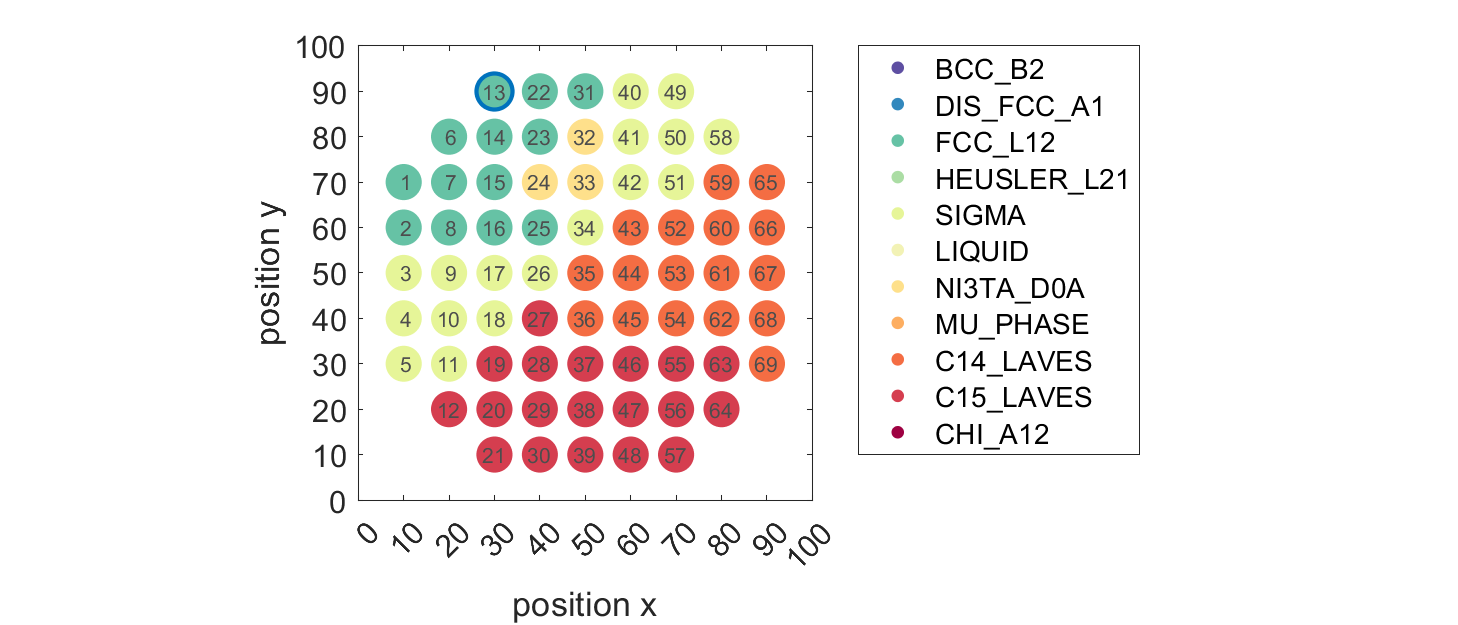 100
90
80
70
60
50
40
30
20
10
0
position y
13 22 31 40 49
6 14 23 32 41 50 58
1 7 15 24 33 42 51 59 65
2 8 16 25 34 43 52 60 66
3 9 17 26 35 44 53 61 67
4 10 18 27 36 45 54 62 68
5 11 19 28 37 46 55 63 69
12 20 29 38 47 56 64
21 30 39 48 57
0 10 20 30 40 50 60 70 80 90 100
position x
BCC_B2
DIS_FCC_A1
FCC_L12
HEUSLER_L21
SIGMA
LIQUID
NI3TA_D0A
MU_PHASE
C14_LAVES
C15_LAVES
CHI_A12